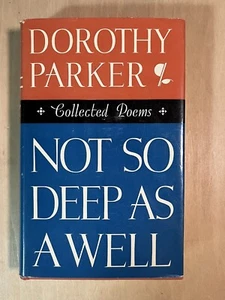 DOROTHY
PARKER
Collected Poems
NOT SO
DEEP AS
A WELL